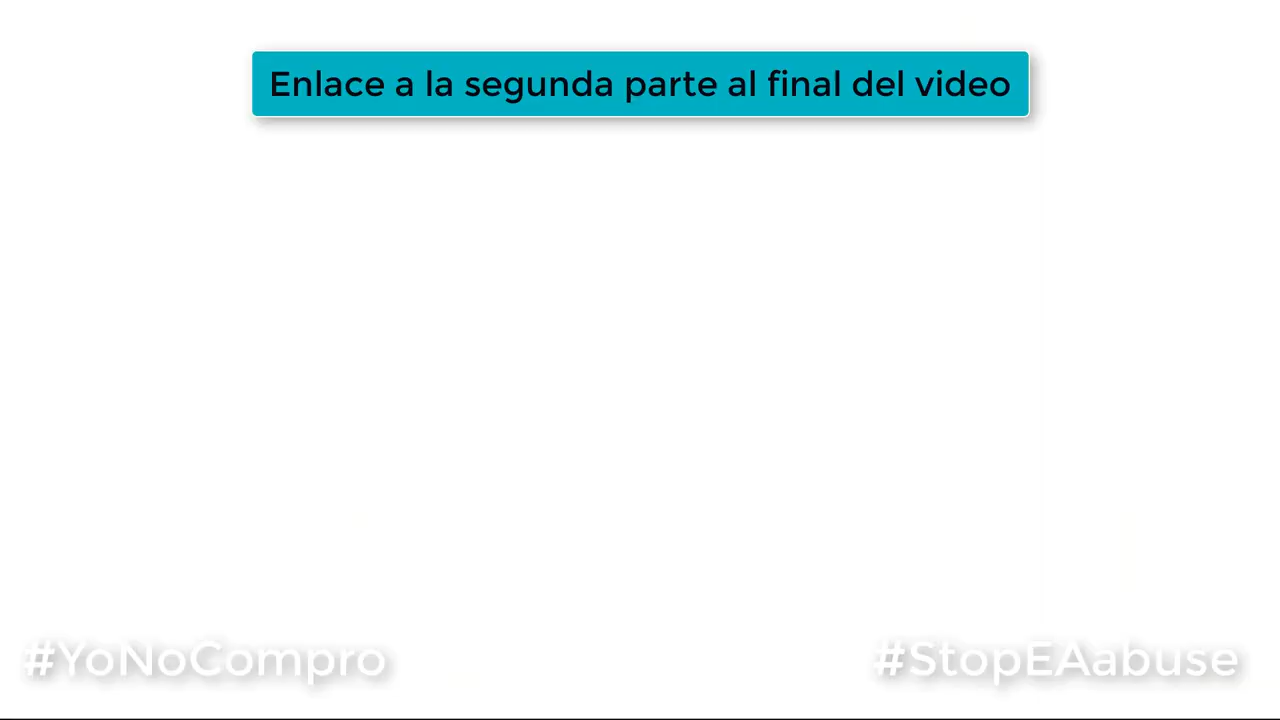 Enlace a la segunda parte al final del video
#YoNoCompro
#StopEAabuse